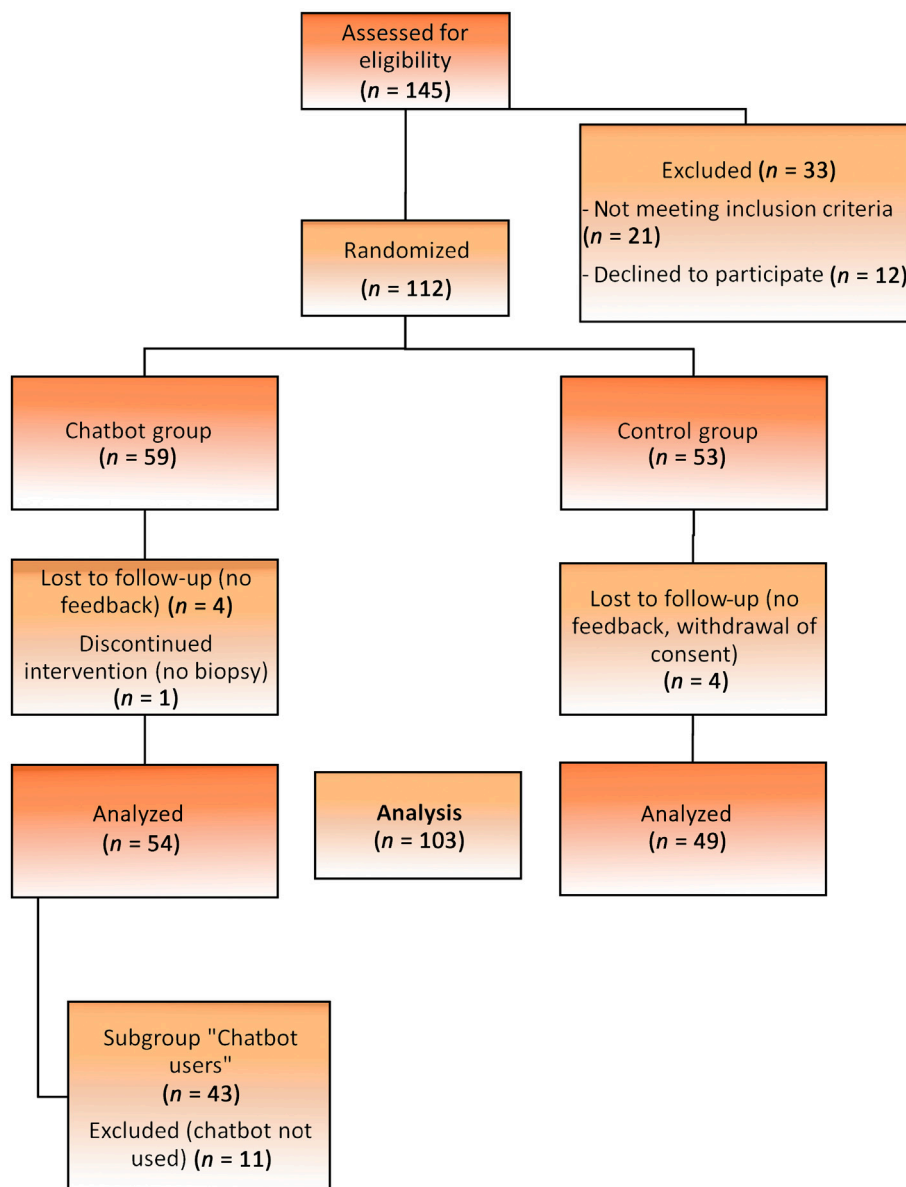 Assessed for
eligibility
(n = 145)
Excluded (n = 33)
- Not meeting inclusion criteria
(n = 21)
- Declined to participate (n = 12)
Randomized
(n = 112)
Chatbot group
(n = 59)
Control group
(n = 53)
Lost to follow-up (no
feedback) (n = 4)
Discontinued
intervention (no biopsy)
(n = 1)
Lost to follow-up (no
feedback, withdrawal of
consent)
(n = 4)
Analyzed
(n = 54)
Analysis
(n = 103)
Analyzed
(n = 49)
Subgroup "Chatbot
users"
(n = 43)
Excluded (chatbot not
used) (n = 11)